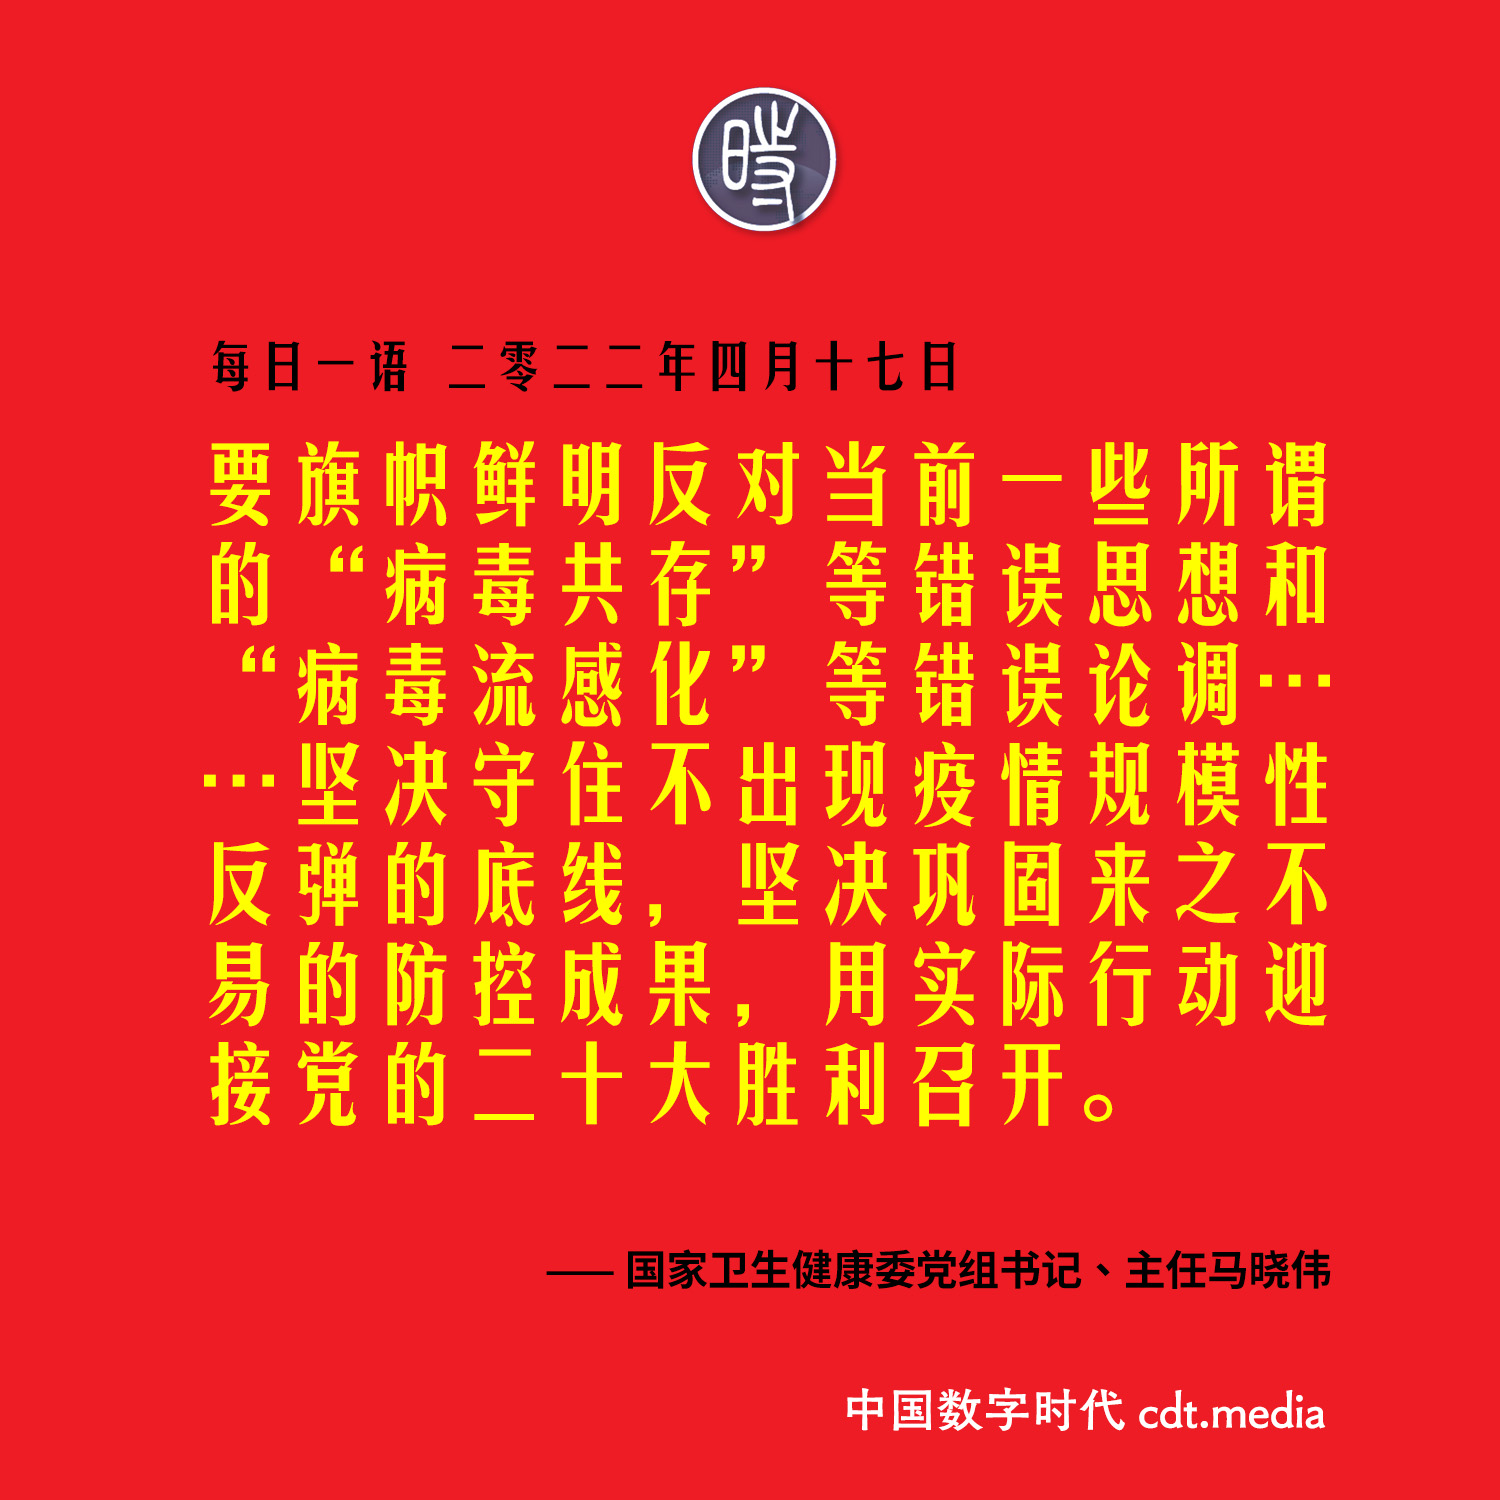 時
每日一语 二零二二年四月十七日
要旗帜鲜明反对当前一些所谓
的“病毒共存”等错误思想和
“病毒流感化”等错误论调…
…坚决守住不出现疫情规模性
反弹的底线，坚决巩固来之不
易的防控成果，用实际行动迎
接党的二十大胜利召开。
—— 国家卫生健康委党组书记、主任马晓伟
中国数字时代 cdt.media